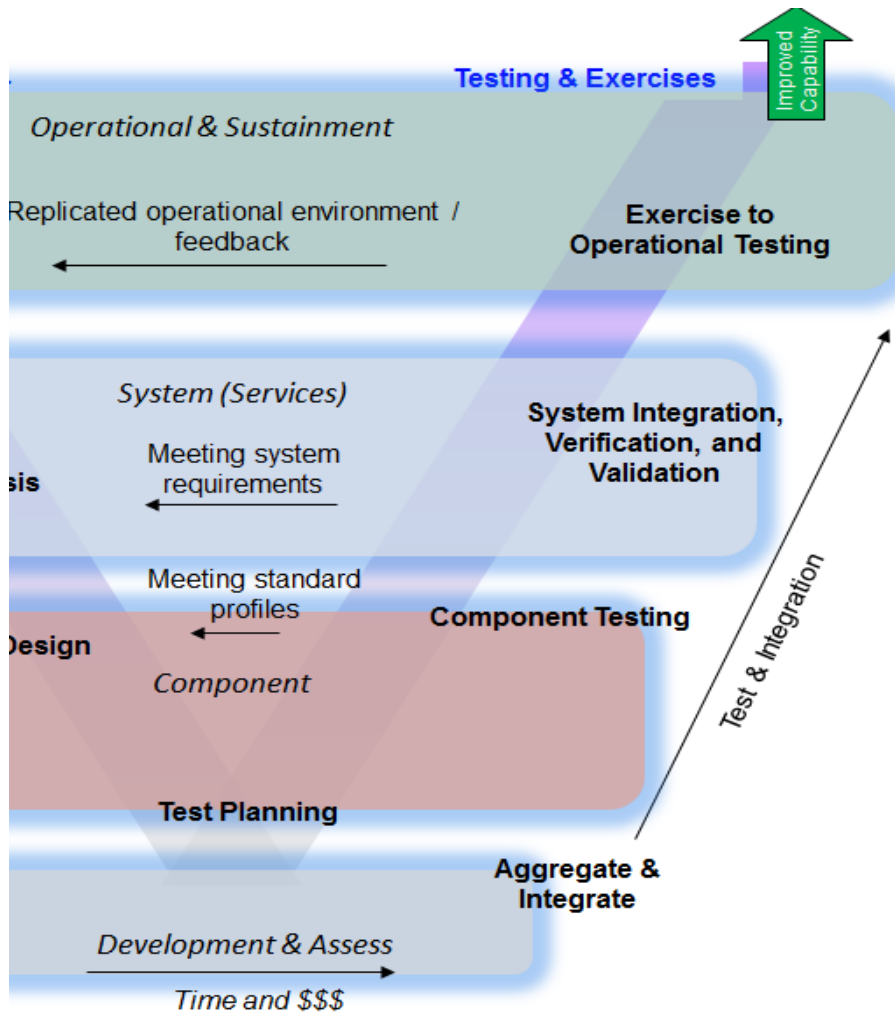 Improved
Capability
Testing & Exercises
Operational & Sustainment
Replicated operational environment /
feedback
Exercise to
Operational Testing
System (Services)
System Integration,
Verification, and
Validation
Meeting system
requirements
sis
Meeting standard
profiles
Component Testing
Design
Component
Test & Integration
Test Planning
Aggregate &
Integrate
Development & Assess
Time and $$$